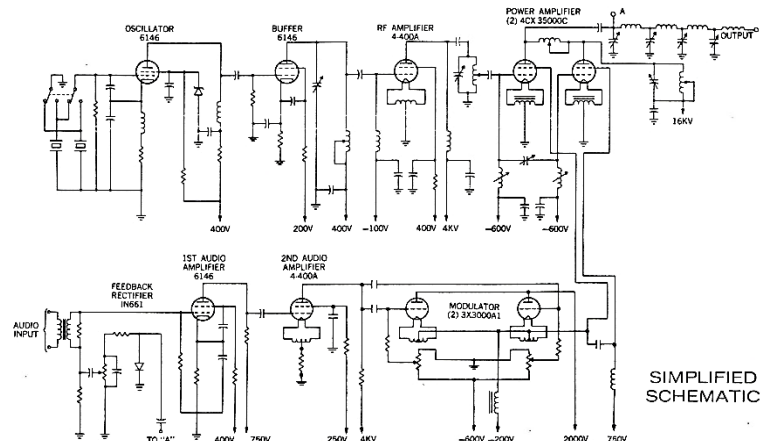 OSCILLATOR
6146
BUFFER
6146
RF AMPLIFIER
4-400A
POWER AMPLIFIER
(2) 4CX 35000C
A
OUTPUT
16KV
400V
200V
400V
-100V
400V
4KV
-600V
-600V
1ST AUDIO
AMPLIFIER
6146
2ND AUDIO
AMPLIFIER
4-400A
FEEDBACK
RECTIFIER
IN661
MODULATOR
(2) 3X3000A1
AUDIO
INPUT
SIMPLIFIED
SCHEMATIC
TO "A"
400V
750V
250V
4KV
-600V
-200V
2000V
750V